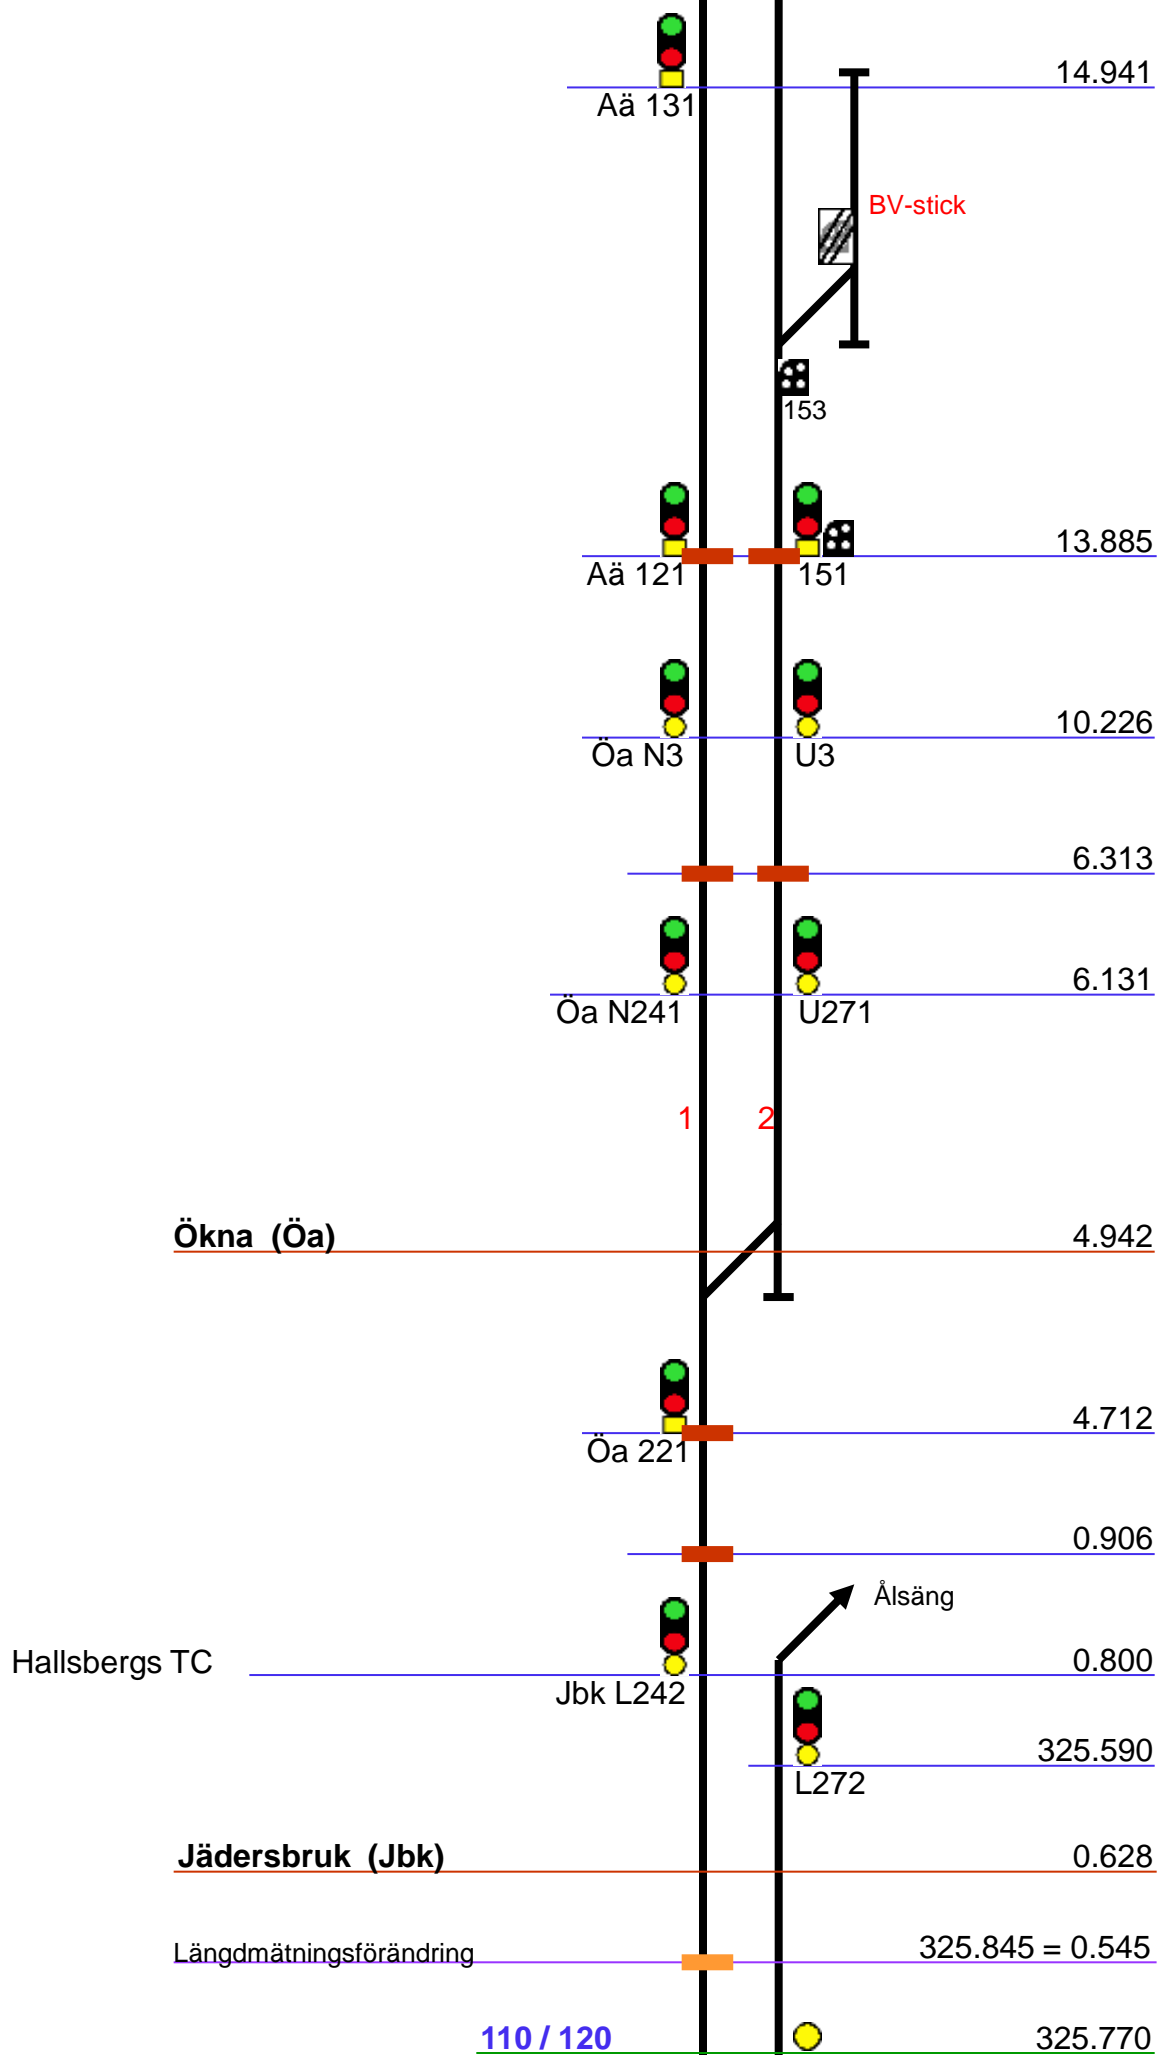 14.941
Aä 131
BV-stick
153
13.885
Aä 121 151
10.226
Öa N3 U3
6.313
6.131
Öa N241 U271
1 2
Ökna (Öa) 4.942
4.712
Öa 221
0.906
Ålsäng
Hallsbergs TC 0.800
Jbk L242
325.590
L272
Jädersbruk (Jbk) 0.628
Längdmätningsförändring 325.845 = 0.545
110 / 120 325.770